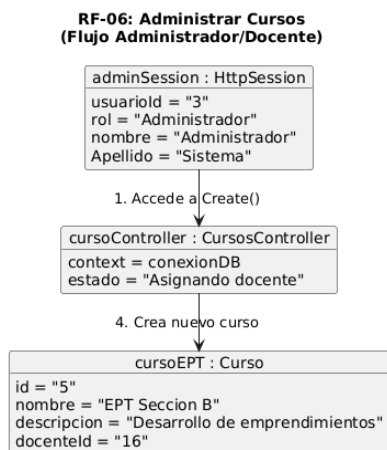 RF-06: Administrar Cursos
(Flujo Administrador/Docente)
adminSession : HttpSession
usuarioId = "3"
rol = "Administrador"
nombre = "Administrador"
Apellido = "Sistema"
1. Accede a Create()
cursoController : CursosController
context = conexionDB
estado = "Asignando docente"
4. Crea nuevo curso
cursoEPT : Curso
id = "5"
nombre = "EPT Seccion B"
descripcion = "Desarrollo de emprendimientos"
docenteId = "16"